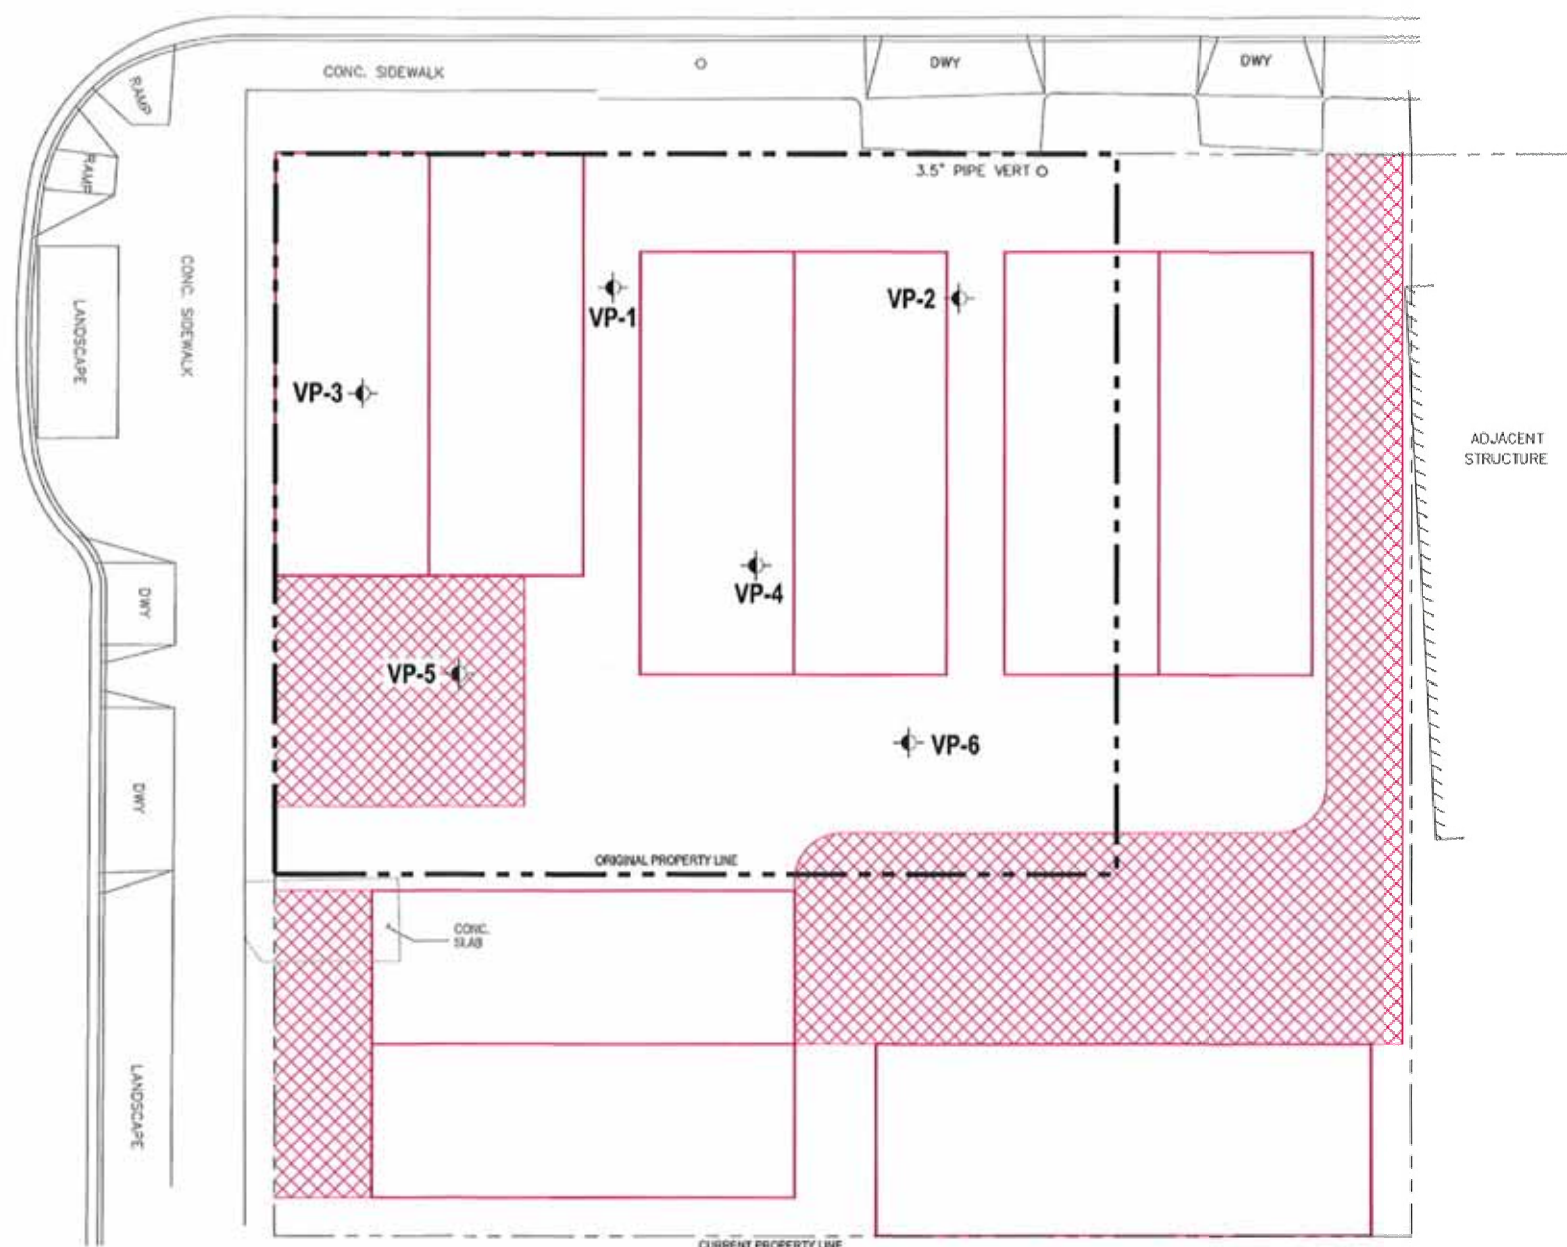 CONC. SIDEWALK
DWY
DWY
RAMP
RAMP
3.5" PIPE VERT
CONC. SIDEWALK
LANDSCAPE
VP-1
VP-2
VP-3
ADJACENT
STRUCTURE
VP-4
DWY
VP-5
VP-6
DWY
ORIGINAL PROPERTY LINE
CONC.
SLAB
LANDSCAPE
CURRENT PROPERTY LINE